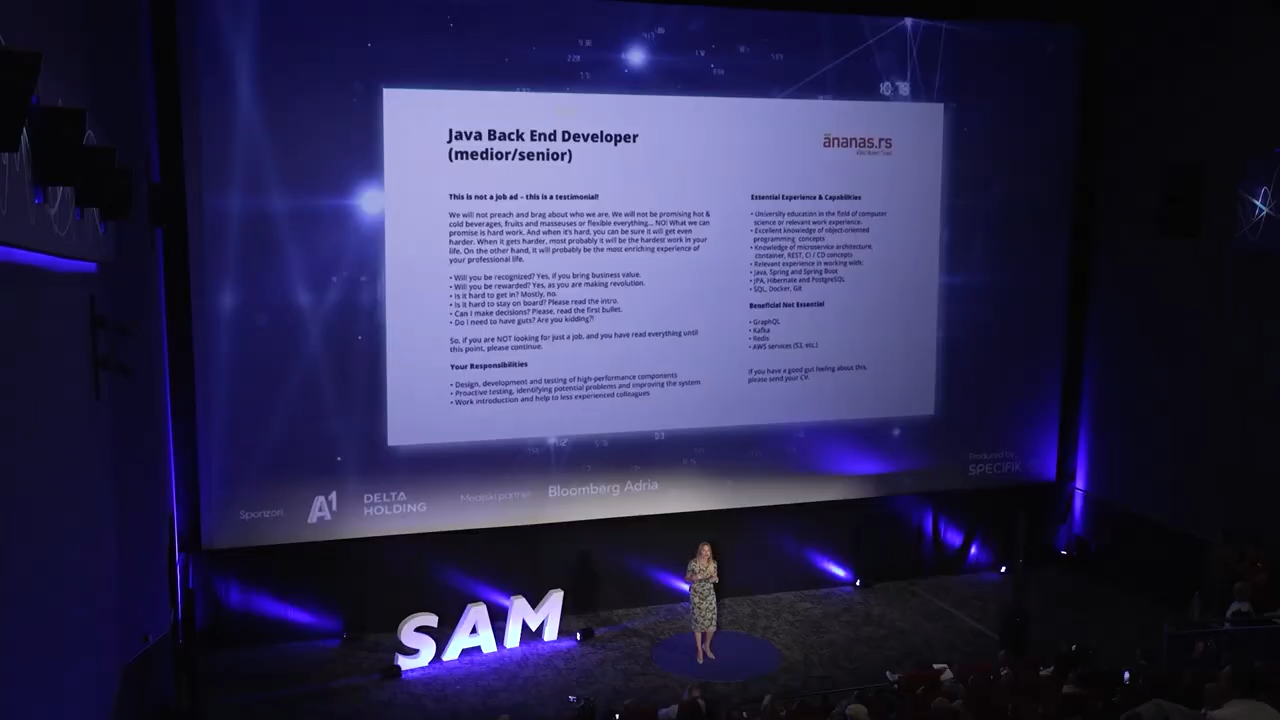 Java Back End Developer
(medior/senior)
ānanas.rs
This is not a job ad – this is a testimonial!
We will not preach and brag about who we are. We will not be promising hot &
cold beverages, fruits and masseuses or flexible everything... NO! What we can
promise is hard work. And when it's hard, you can be sure it will get even
harder. When it gets harder, most probably it will be the hardest work in your
life. On the other hand, it will probably be the most enriching experience of
your professional life.
• Will you be recognized? Yes, if you bring business value.
• Will you be rewarded? Yes, as you are making revolution.
• Is it hard to get in? Mostly, no.
• Is it hard to stay on board? Please read the intro.
• Can I make decisions? Please, read the first bullet.
• Do I need to have guts? Are you kidding?!
So, if you are NOT looking for just a job, and you have read everything until
this point, please continue.
Your Responsibilities
• Design, development and testing of high-performance components
• Proactive testing, identifying potential problems and improving the system
• Work introduction and help to less experienced colleagues
Essential Experience & Capabilities
• University education in the field of computer
science or relevant work experience.
• Excellent knowledge of object-oriented
programming concepts
• Knowledge of microservice architecture,
container, REST, CI / CD concepts
• Relevant experience in working with:
• Java, Spring and Spring Boot
• JPA, Hibernate and PostgreSQL
• SQL, Docker, Git
Beneficial Not Essential
• GraphQL
• Kafka
• Redis
• AWS services (S3, etc.)
If you have a good gut feeling about this,
please send your CV.
Sponzori
A1
DELTA
HOLDING
Medijski partner
Bloomberg Adria
Produced by
SPECIFIK
SAM